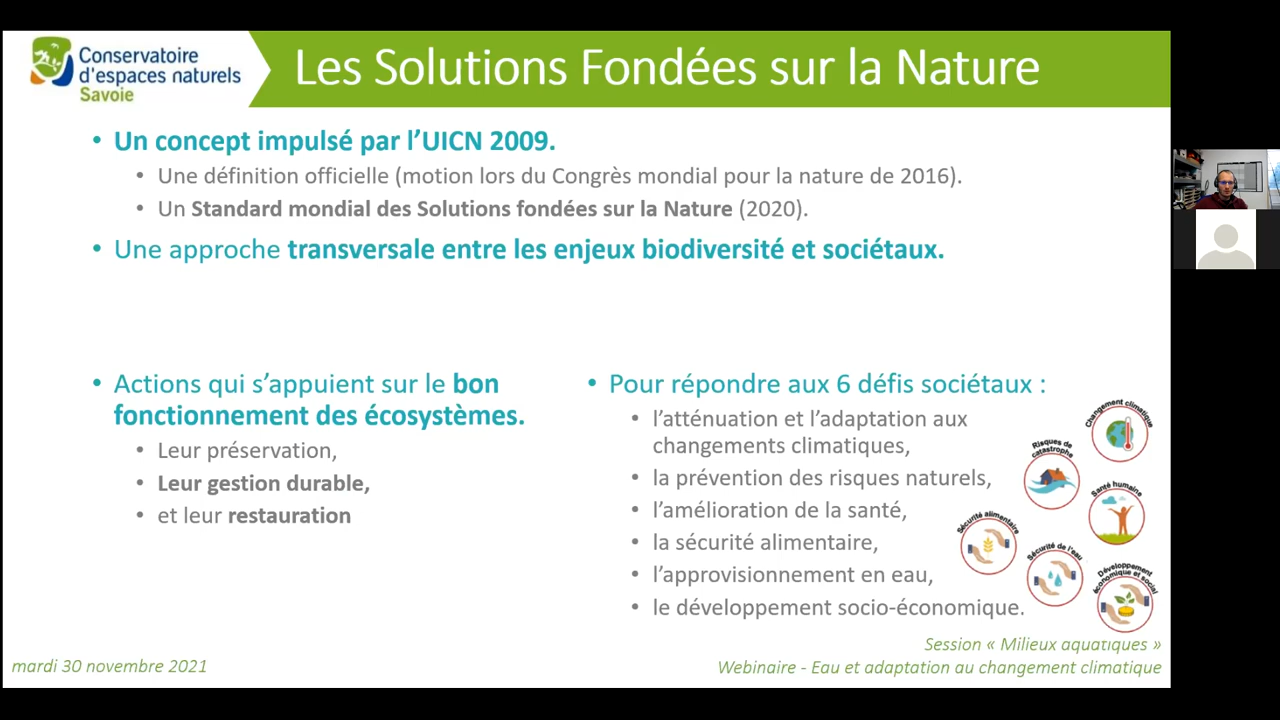 Conservatoire
d'espaces naturels
Savoie
Les Solutions Fondées sur la Nature
• Un concept impulsé par l'UICN 2009.
• Une définition officielle (motion lors du Congrès mondial pour la nature de 2016).
• Un Standard mondial des Solutions fondées sur la Nature (2020).
• Une approche transversale entre les enjeux biodiversité et sociétaux.
• Actions qui s'appuient sur le bon
fonctionnement des écosystèmes.
• Leur préservation,
• Leur gestion durable,
• et leur restauration
• Pour répondre aux 6 défis sociétaux :
• l'atténuation et l'adaptation aux
changements climatiques,
• la prévention des risques naturels,
• l'amélioration de la santé,
• la sécurité alimentaire,
• l'approvisionnement en eau,
• le développement socio-économique.
Changement climatique
Risques de
catastrophe
Santé humaine
Sécurité alimentaire
Sécurité de l'eau
Développement
économique et social
Session « Milieux aquatiques »
mardi 30 novembre 2021
Webinaire - Eau et adaptation au changement climatique